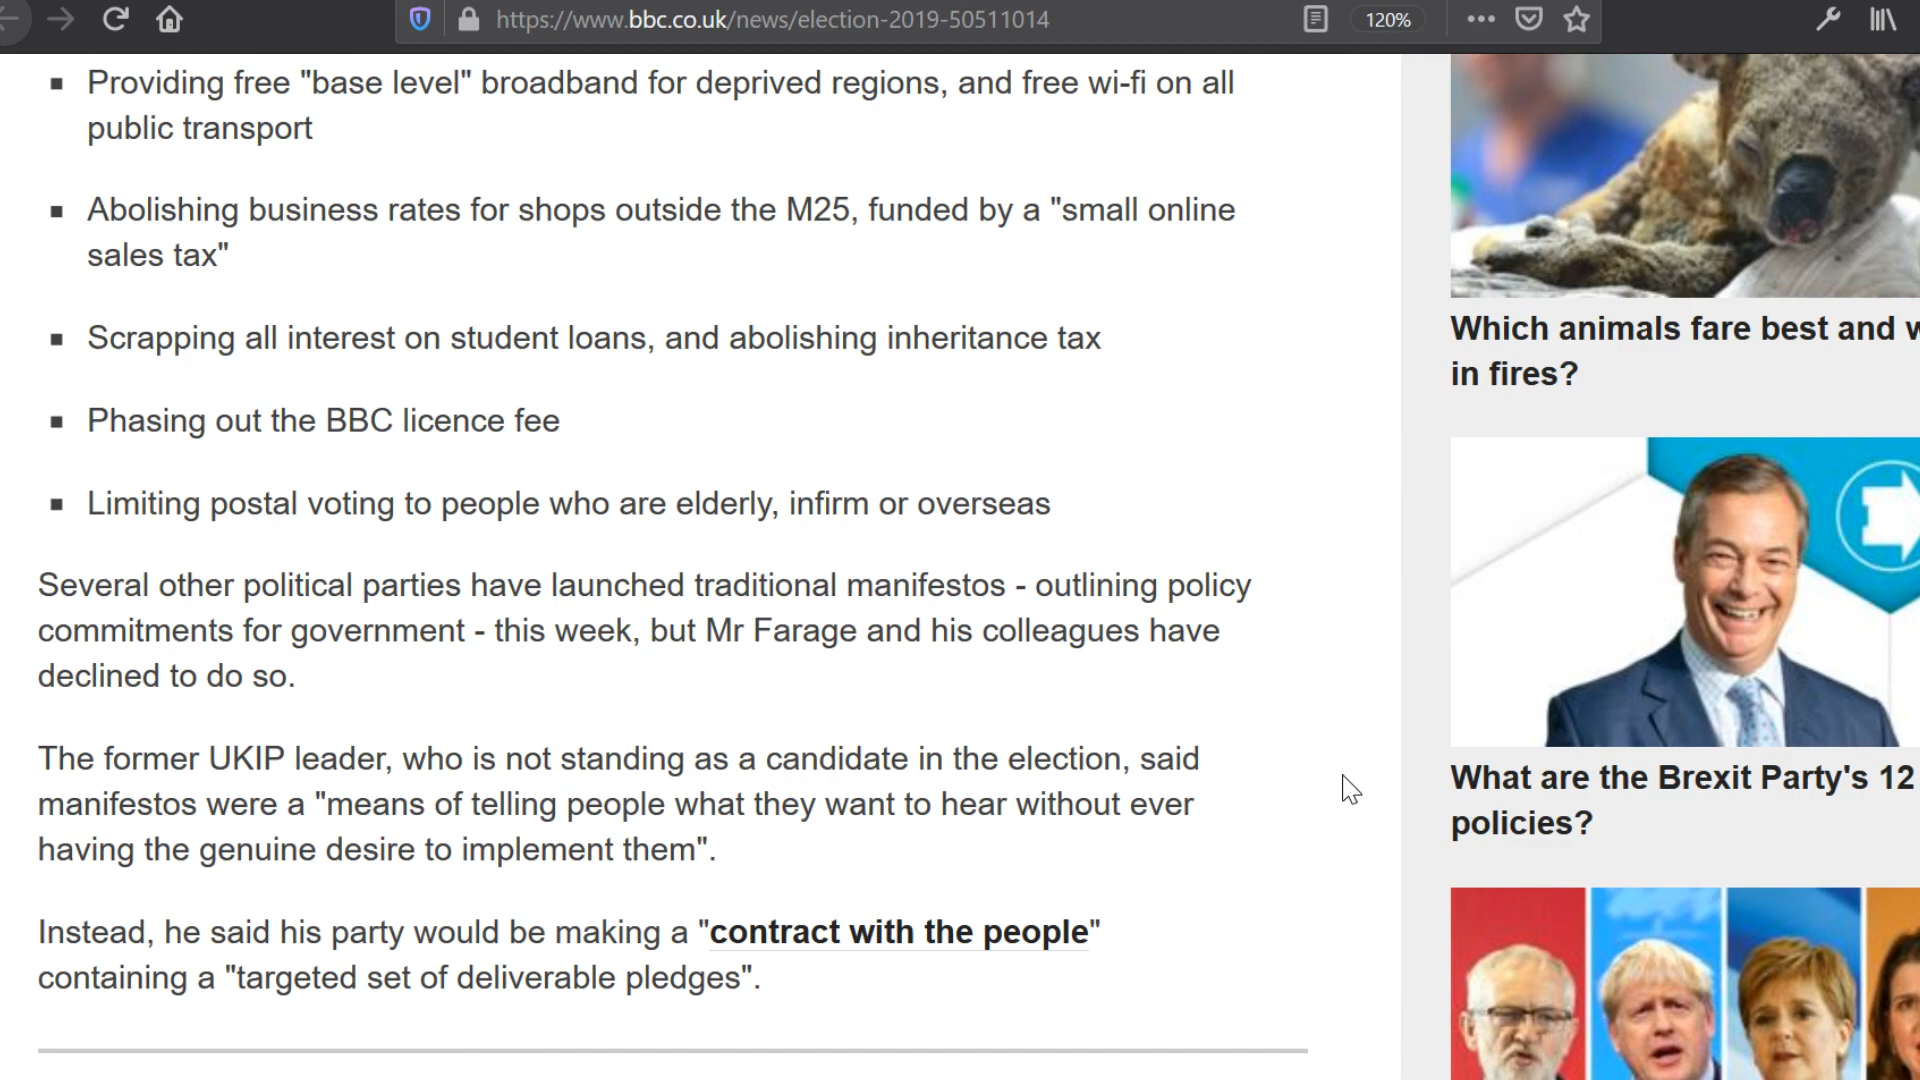 https://www.bbc.co.uk/news/election-2019-50511014
120%
Providing free "base level" broadband for deprived regions, and free wi-fi on all
public transport
Abolishing business rates for shops outside the M25, funded by a "small online
sales tax"
Scrapping all interest on student loans, and abolishing inheritance tax
Phasing out the BBC licence fee
Limiting postal voting to people who are elderly, infirm or overseas
Several other political parties have launched traditional manifestos - outlining policy
commitments for government - this week, but Mr Farage and his colleagues have
declined to do so.
The former UKIP leader, who is not standing as a candidate in the election, said
manifestos were a "means of telling people what they want to hear without ever
having the genuine desire to implement them".
Instead, he said his party would be making a "contract with the people"
containing a "targeted set of deliverable pledges".
Which animals fare best and
in fires?
What are the Brexit Party's 12
policies?